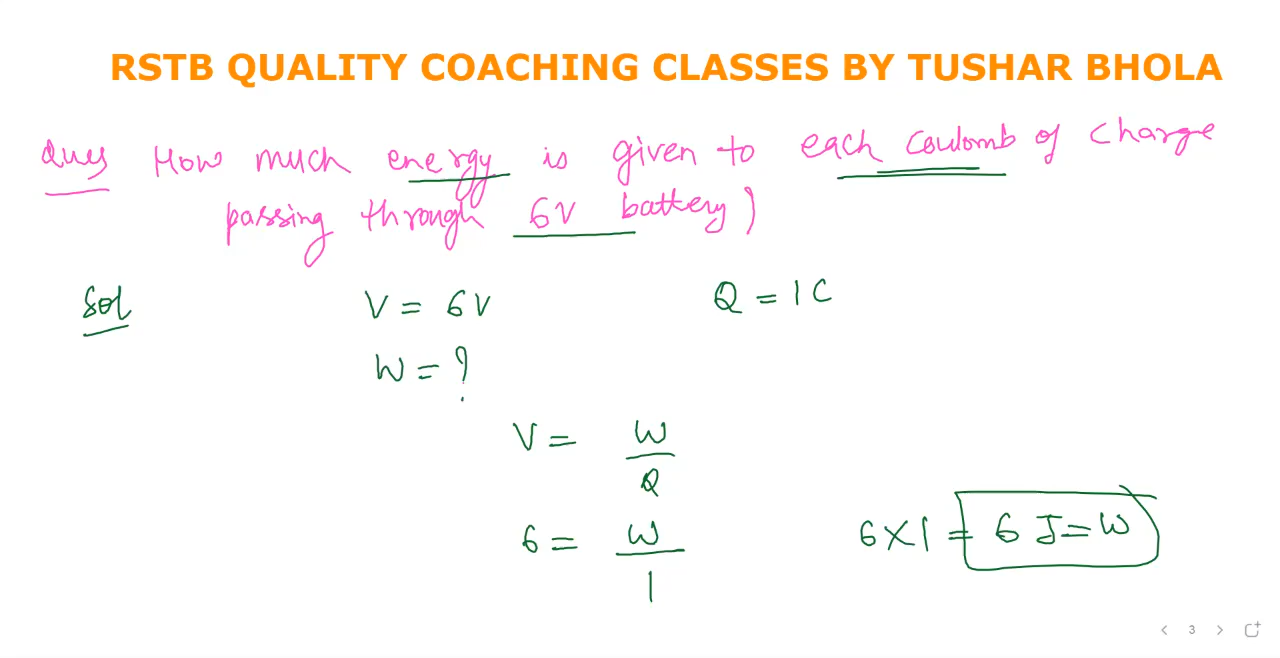 RSTB QUALITY COACHING CLASSES BY TUSHAR BHOLA
Ques How much energy is given to each Coulomb of Charge
passing through 6V battery)
Sol V = 6V Q = 1C
W = ?
V = W/Q
6 = W/1 6×1 = 6 J=W
3